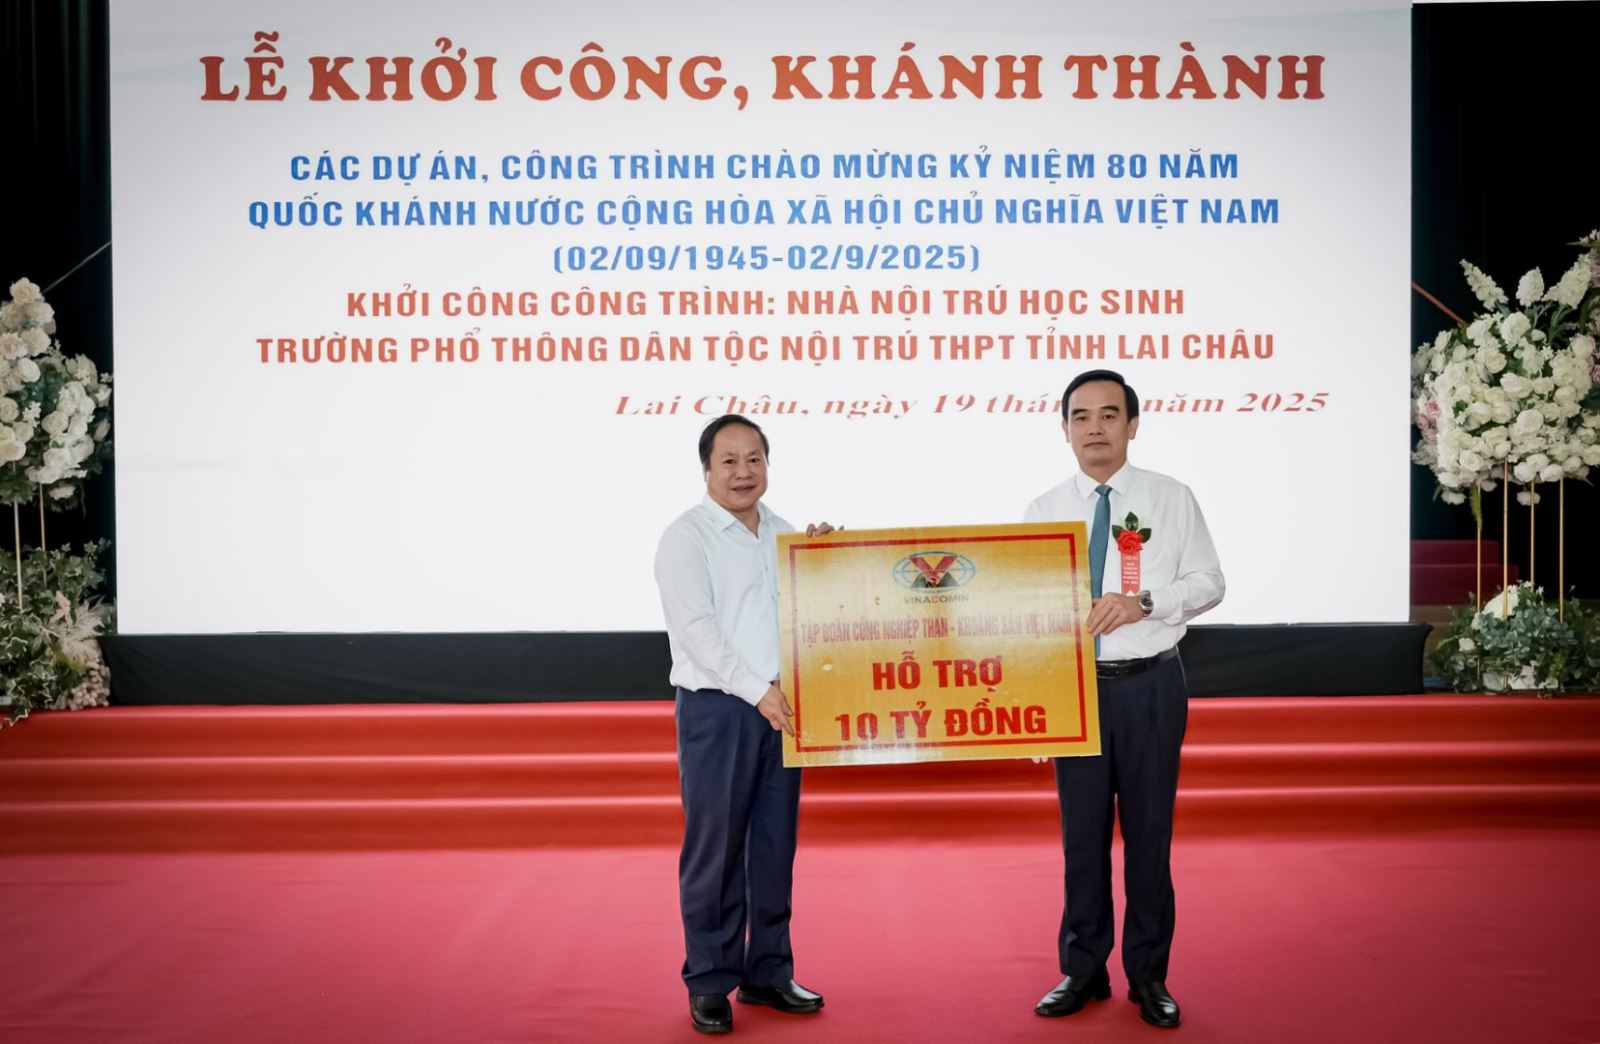 LỄ KHỞI CÔNG, KHÁNH THÀNH
CÁC DỰ ÁN, CÔNG TRÌNH CHÀO MỪNG KỶ NIỆM 80 NĂM
QUỐC KHÁNH NƯỚC CỘNG HÒA XÃ HỘI CHỦ NGHĨA VIỆT NAM
(02/09/1945-02/9/2025)
KHỞI CÔNG CÔNG TRÌNH: NHÀ NỘI TRÚ HỌC SINH
TRƯỜNG PHỔ THÔNG DÂN TỘC NỘI TRÚ THPT TỈNH LAI CHÂU
Lai Châu, ngày 19 thán năm 2025
VINACOMIN
TẬP ĐOÀN CÔNG NGHIỆP THAN - KHOÁNG SẢN VIỆT NAM
HỖ TRỢ
10 TỶ ĐỒNG